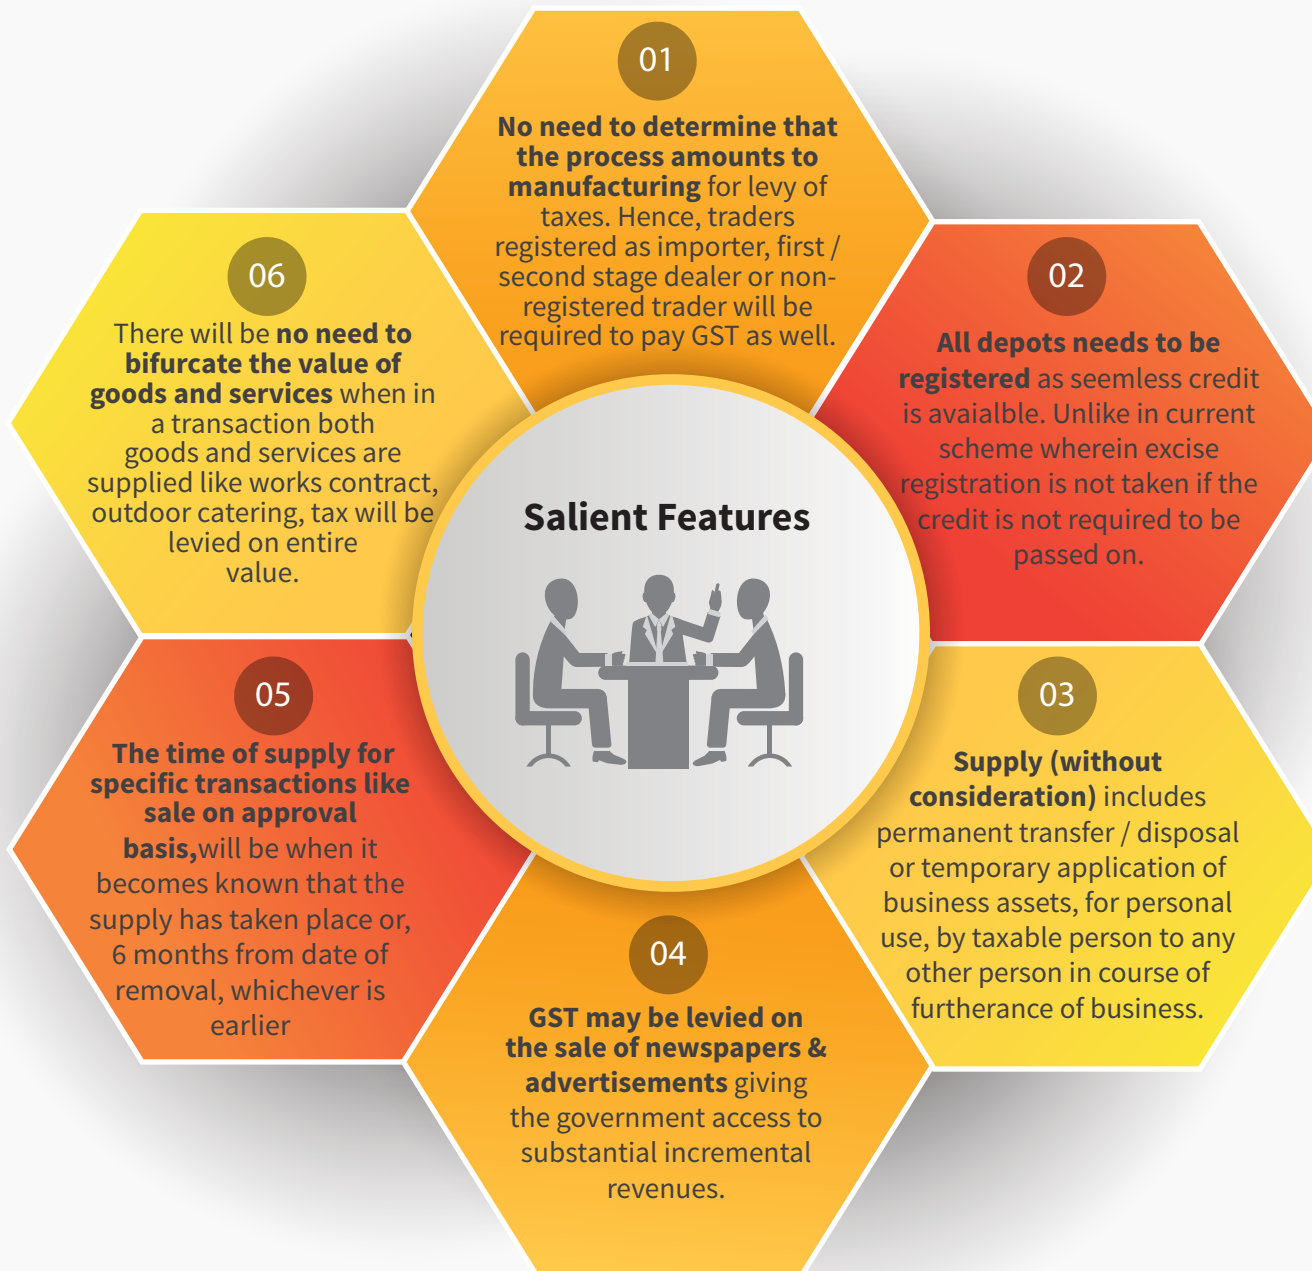 01
No need to determine that
the process amounts to
manufacturing for levy of
taxes. Hence, traders
registered as importer, first /
second stage dealer or non-
registered trader will be
required to pay GST as well.
02
All depots needs to be
registered as seemless credit
is avaialble. Unlike in current
scheme wherein excise
registration is not taken if the
credit is not required to be
passed on.
03
Supply (without
consideration) includes
permanent transfer / disposal
or temporary application of
business assets, for personal
use, by taxable person to any
other person in course of
furtherance of business.
04
GST may be levied on
the sale of newspapers &
advertisements giving
the government access to
substantial incremental
revenues.
05
The time of supply for
specific transactions like
sale on approval
basis,will be when it
becomes known that the
supply has taken place or,
6 months from date of
removal, whichever is
earlier
06
There will be no need to
bifurcate the value of
goods and services when in
a transaction both
goods and services are
supplied like works contract,
outdoor catering, tax will be
levied on entire
value.
Salient Features